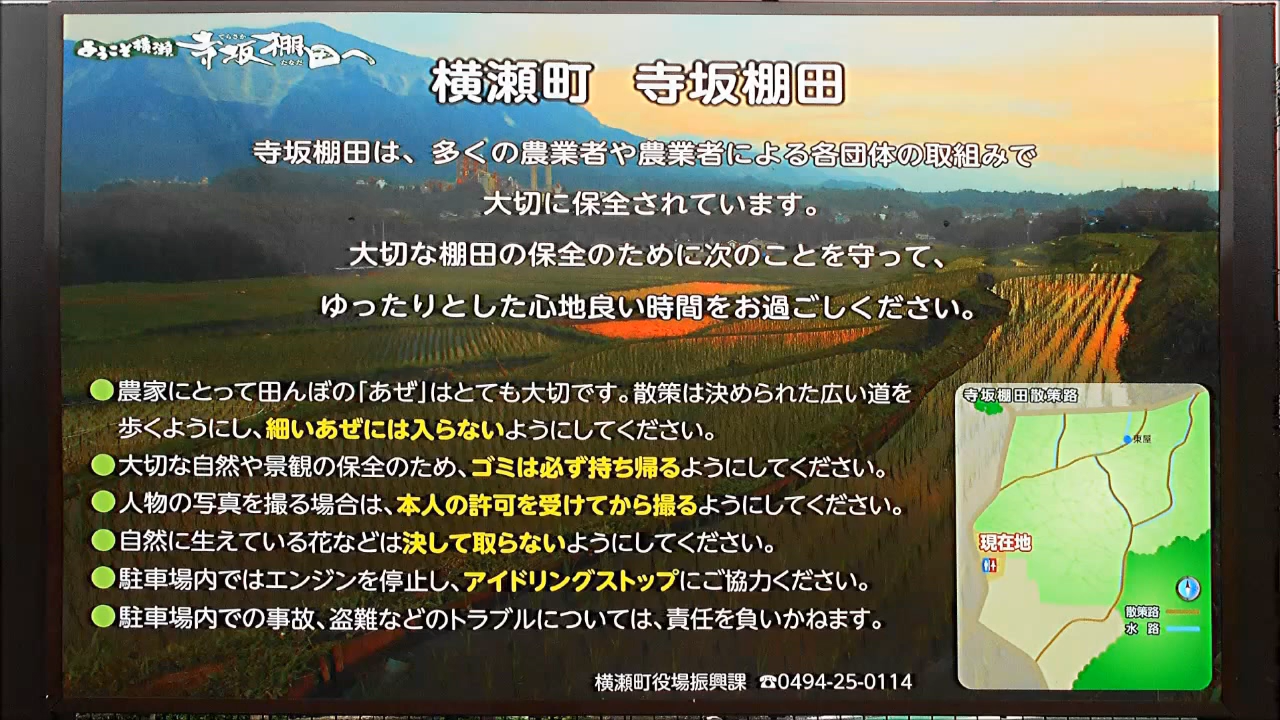 ようこそ横瀬 寺坂棚田へ
てらさか
たなだ
横瀬町 寺坂棚田
寺坂棚田は、多くの農業者や農業者による各団体の取組みで
大切に保全されています。
大切な棚田の保全のために次のことを守って、
ゆったりとした心地良い時間をお過ごしください。
農家にとって田んぼの「あぜ」はとても大切です。散策は決められた広い道を
歩くようにし、細いあぜには入らないようにしてください。
大切な自然や景観の保全のため、ゴミは必ず持ち帰るようにしてください。
人物の写真を撮る場合は、本人の許可を受けてから撮るようにしてください。
自然に生えている花などは決して取らないようにしてください。
駐車場内ではエンジンを停止し、アイドリングストップにご協力ください。
駐車場内での事故、盗難などのトラブルについては、責任を負いかねます。
寺坂棚田散策路
東屋
現在地
散策路
水 路
横瀬町役場振興課 ☎0494-25-0114